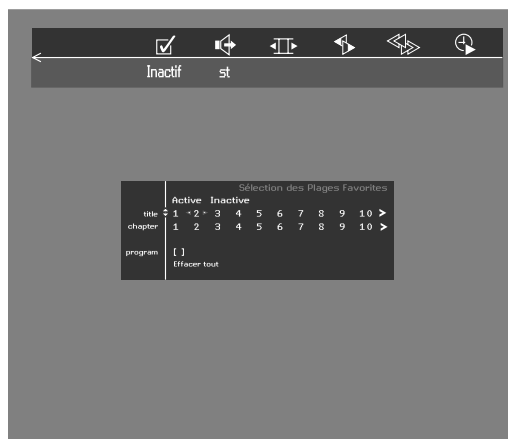 Inactif st
Sélection des Plages Favorites
Active Inactive
title 1 2 3 4 5 6 7 8 9 10 >
chapter 1 2 3 4 5 6 7 8 9 10 >
program [ ]
Effacer tout